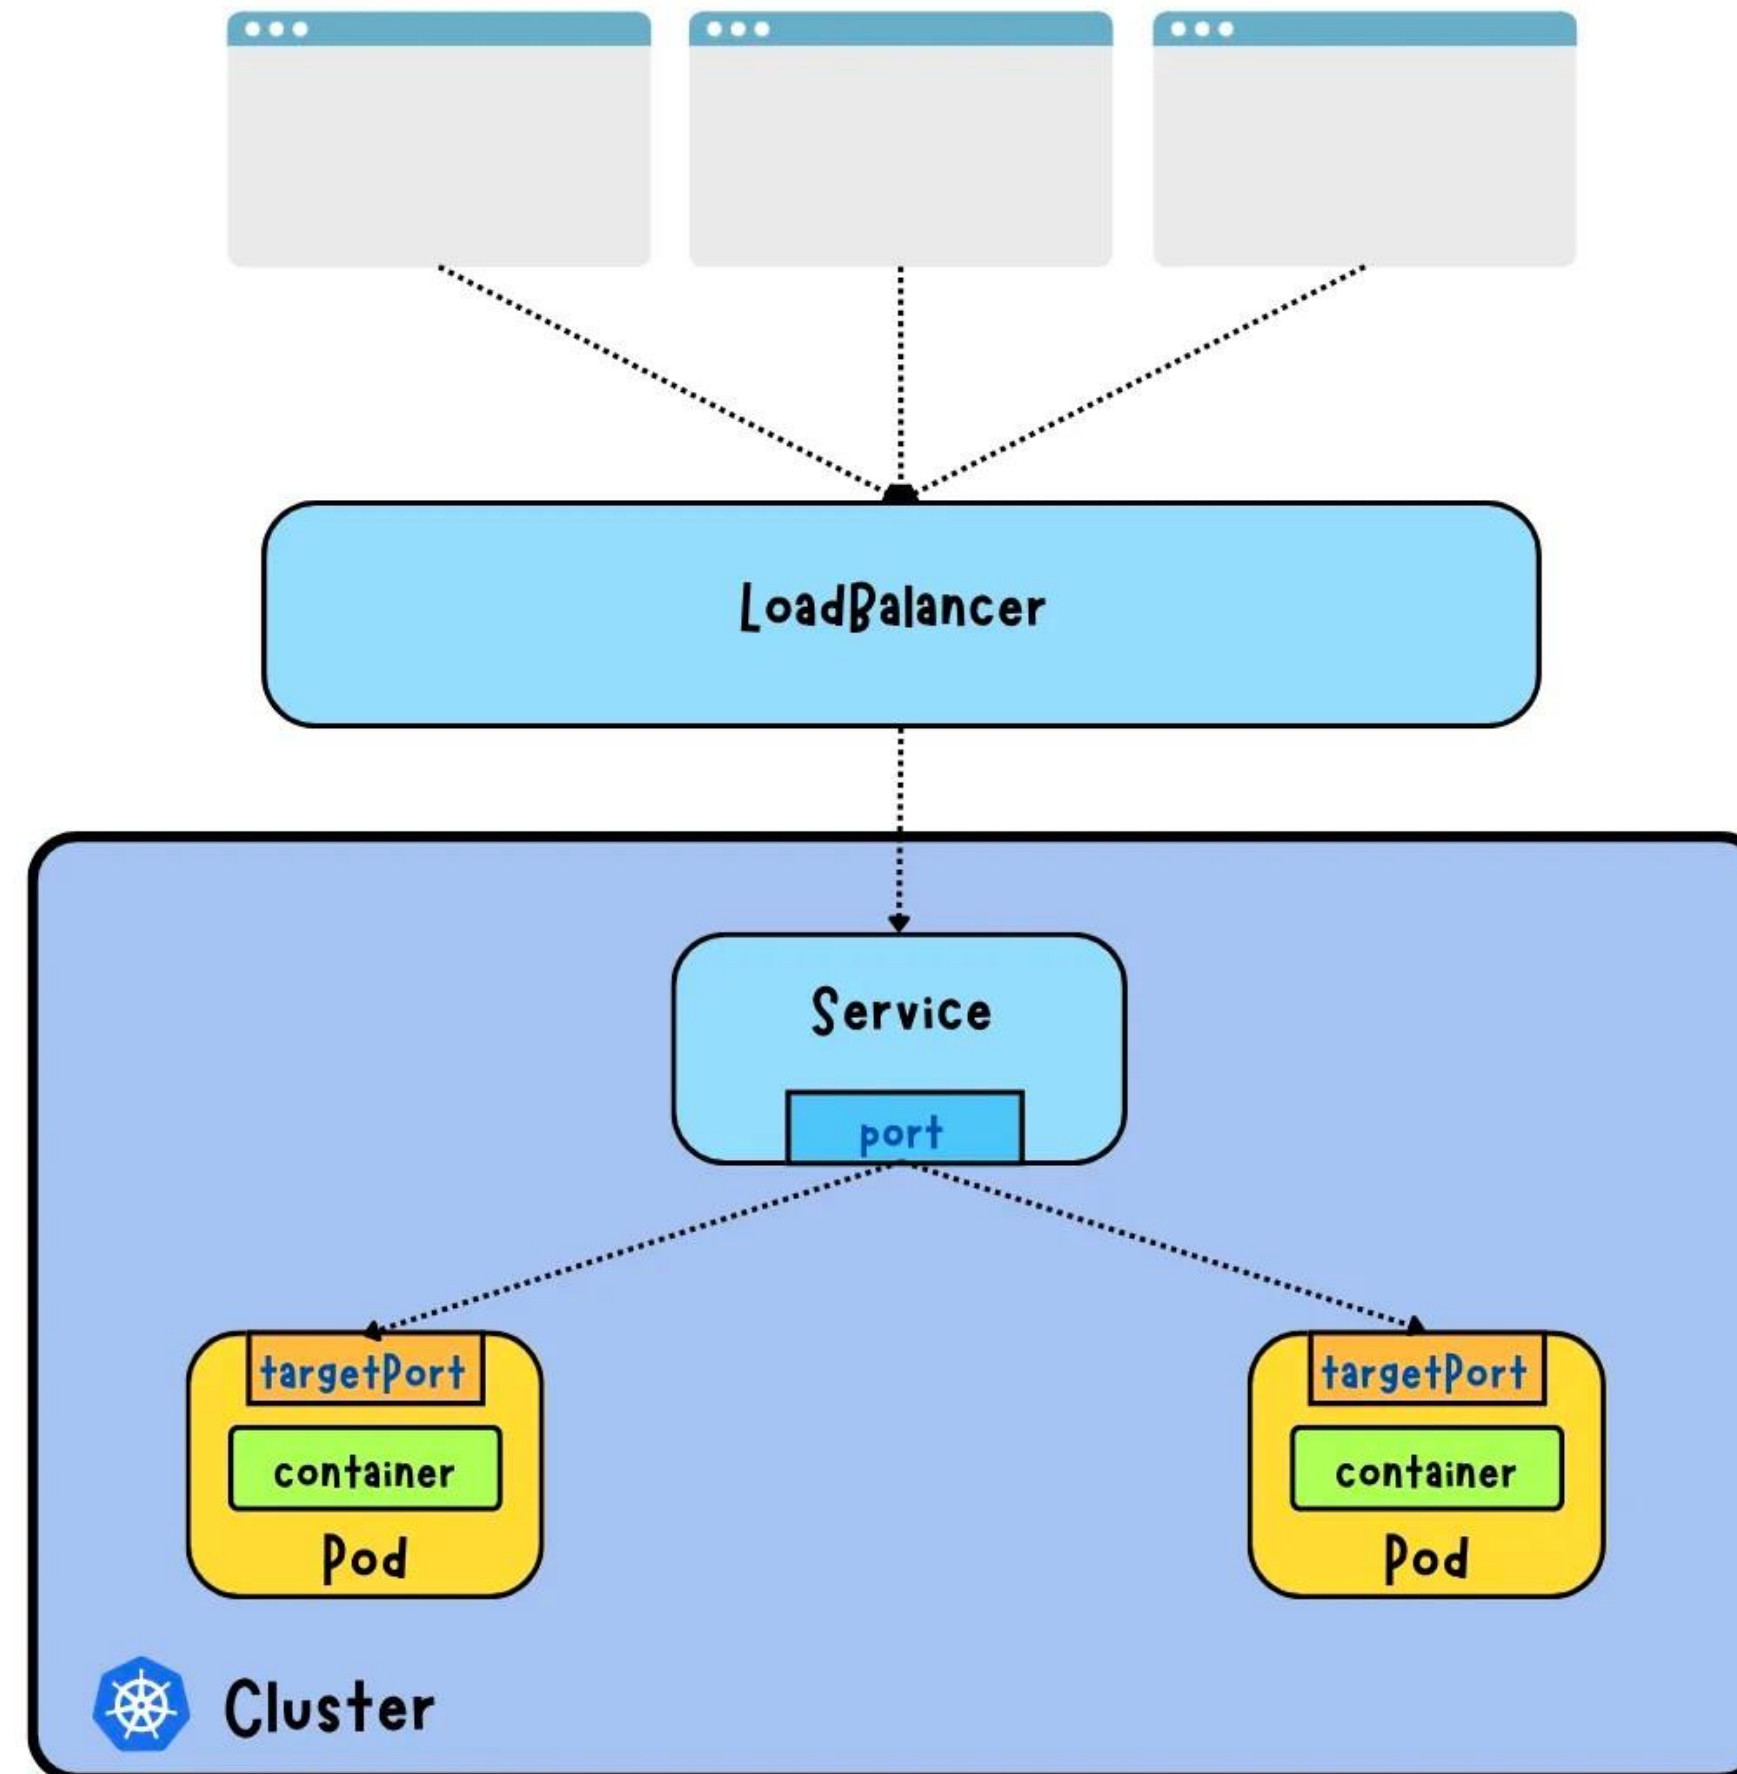 LoadBalancer
Service
port
targetPort
targetPort
container
container
Pod
Pod
Cluster